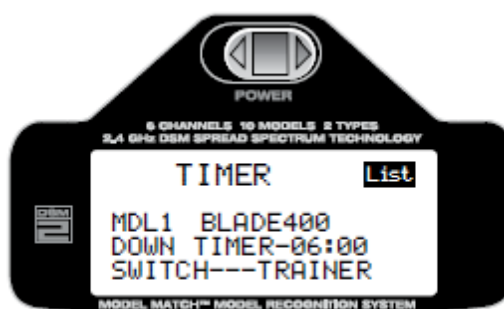 POWER
6 CHANNELS 10 MODELS 2 TYPES
2.4 GHz DSM SPREAD SPECTRUM TECHNOLOGY
TIMER List
DSM
2
MDL1 BLADE400
DOWN TIMER-06:00
SWITCH---TRAINER
MODEL MATCH™ MODEL RECOGNITION SYSTEM